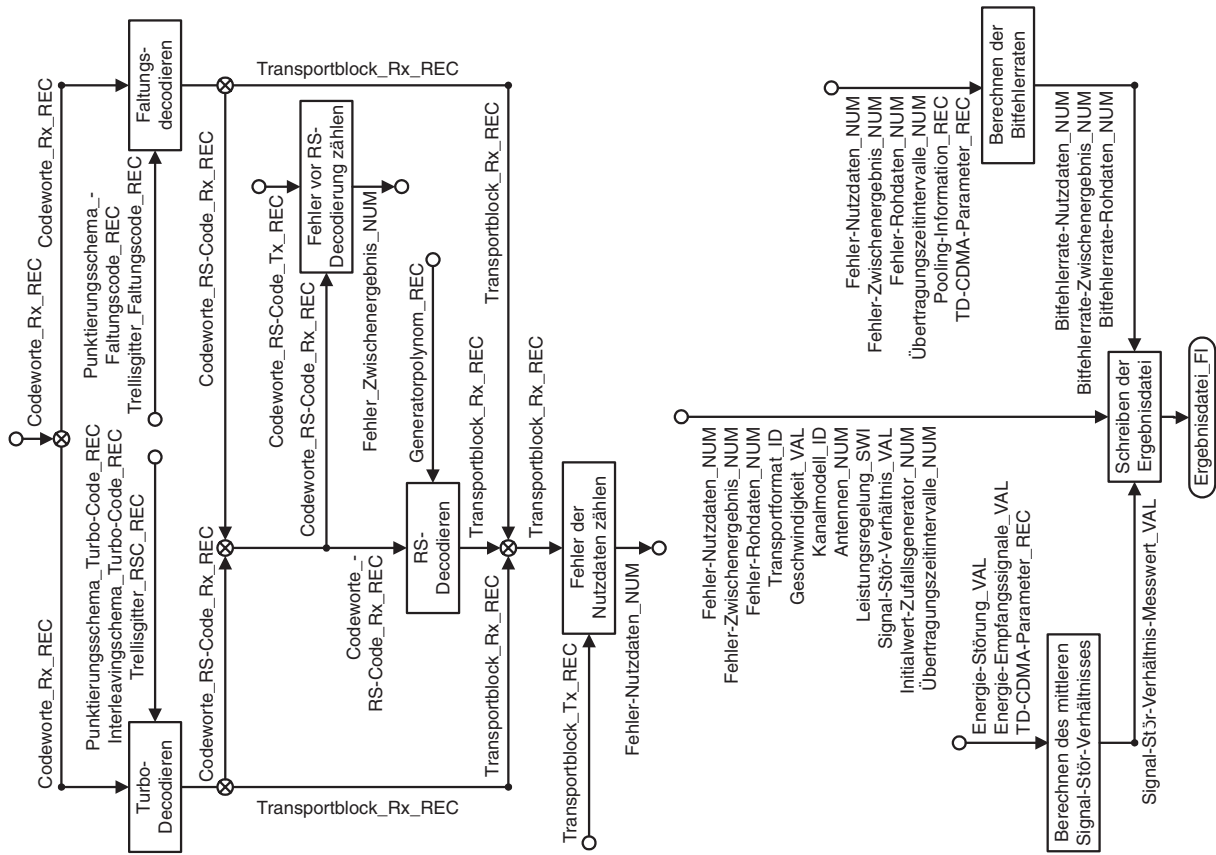 Codeworte_Rx_REC
Codeworte_Rx_REC
Codeworte_Rx_REC
Punktierungsschema_Turbo-Code_REC
Interleavingschema_Turbo-Code_REC
Trellisgitter_RSC_REC
Punktierungsschema_-
Faltungscode_REC
Trellisgitter_Faltungscode_REC
Turbo-
Decodieren
Faltungs-
decodieren
Codeworte_RS-Code_Rx_REC
Codeworte_RS-Code_Rx_REC
Transportblock_Rx_REC
Transportblock_Rx_REC
Codeworte_RS-Code_Tx_REC
Codeworte_RS-Code_Rx_REC
Fehler vor RS-
Decodierung zählen
Fehler_Zwischenergebnis_NUM
Codeworte_-
RS-Code_Rx_REC
Generatorpolynom_REC
RS-
Decodieren
Transportblock_Rx_REC
Transportblock_Rx_REC
Transportblock_Rx_REC
Transportblock_Rx_REC
Transportblock_Tx_REC
Fehler der
Nutzdaten zählen
Fehler-Nutzdaten_NUM
Fehler-Nutzdaten_NUM
Fehler-Zwischenergebnis_NUM
Fehler-Rohdaten_NUM
Transportformat_ID
Geschwindigkeit_VAL
Kanalmodell_ID
Antennen_NUM
Leistungsregelung_SWI
Signal-Stör-Verhältnis_VAL
Initialwert-Zufallsgenerator_NUM
Übertragungszeitintervalle_NUM
Fehler-Nutzdaten_NUM
Fehler-Zwischenergebnis_NUM
Fehler-Rohdaten_NUM
Übertragungszeitintervalle_NUM
Pooling-Information_REC
TD-CDMA-Parameter_REC
Energie-Störung_VAL
Energie-Empfangssignale_VAL
TD-CDMA-Parameter_REC
Berechnen des mittleren
Signal-Stör-Verhältnisses
Berechnen der
Bitfehlerraten
Signal-Stör-Verhältnis-Messwert_VAL
Bitfehlerrate-Nutzdaten_NUM
Bitfehlerrate-Zwischenergebnis_NUM
Bitfehlerrate-Rohdaten_NUM
Schreiben der
Ergebnisdatei
Ergebnisdatei_FI